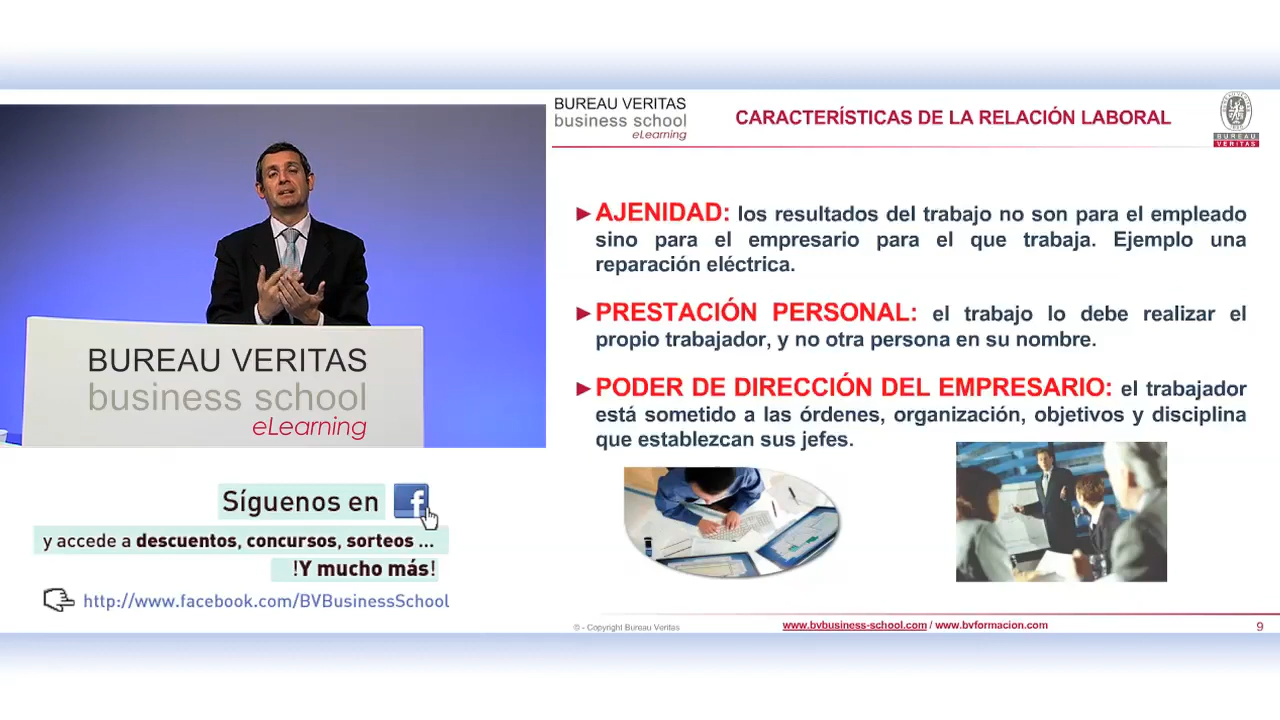 BUREAU VERITAS
business school
eLearning
Síguenos en
y accede a descuentos, concursos, sorteos ...
!Y mucho más!
http://www.facebook.com/BVBusinessSchool
BUREAU VERITAS
business school
eLearning
CARACTERÍSTICAS DE LA RELACIÓN LABORAL
BUREAU
VERITAS
►AJENIDAD: los resultados del trabajo no son para el empleado
sino para el empresario para el que trabaja. Ejemplo una
reparación eléctrica.
►PRESTACIÓN PERSONAL: el trabajo lo debe realizar el
propio trabajador, y no otra persona en su nombre.
►PODER DE DIRECCIÓN DEL EMPRESARIO: el trabajador
está sometido a las órdenes, organización, objetivos y disciplina
que establezcan sus jefes.
© - Copyright Bureau Veritas
www.bvbusiness-school.com / www.bvformacion.com
9